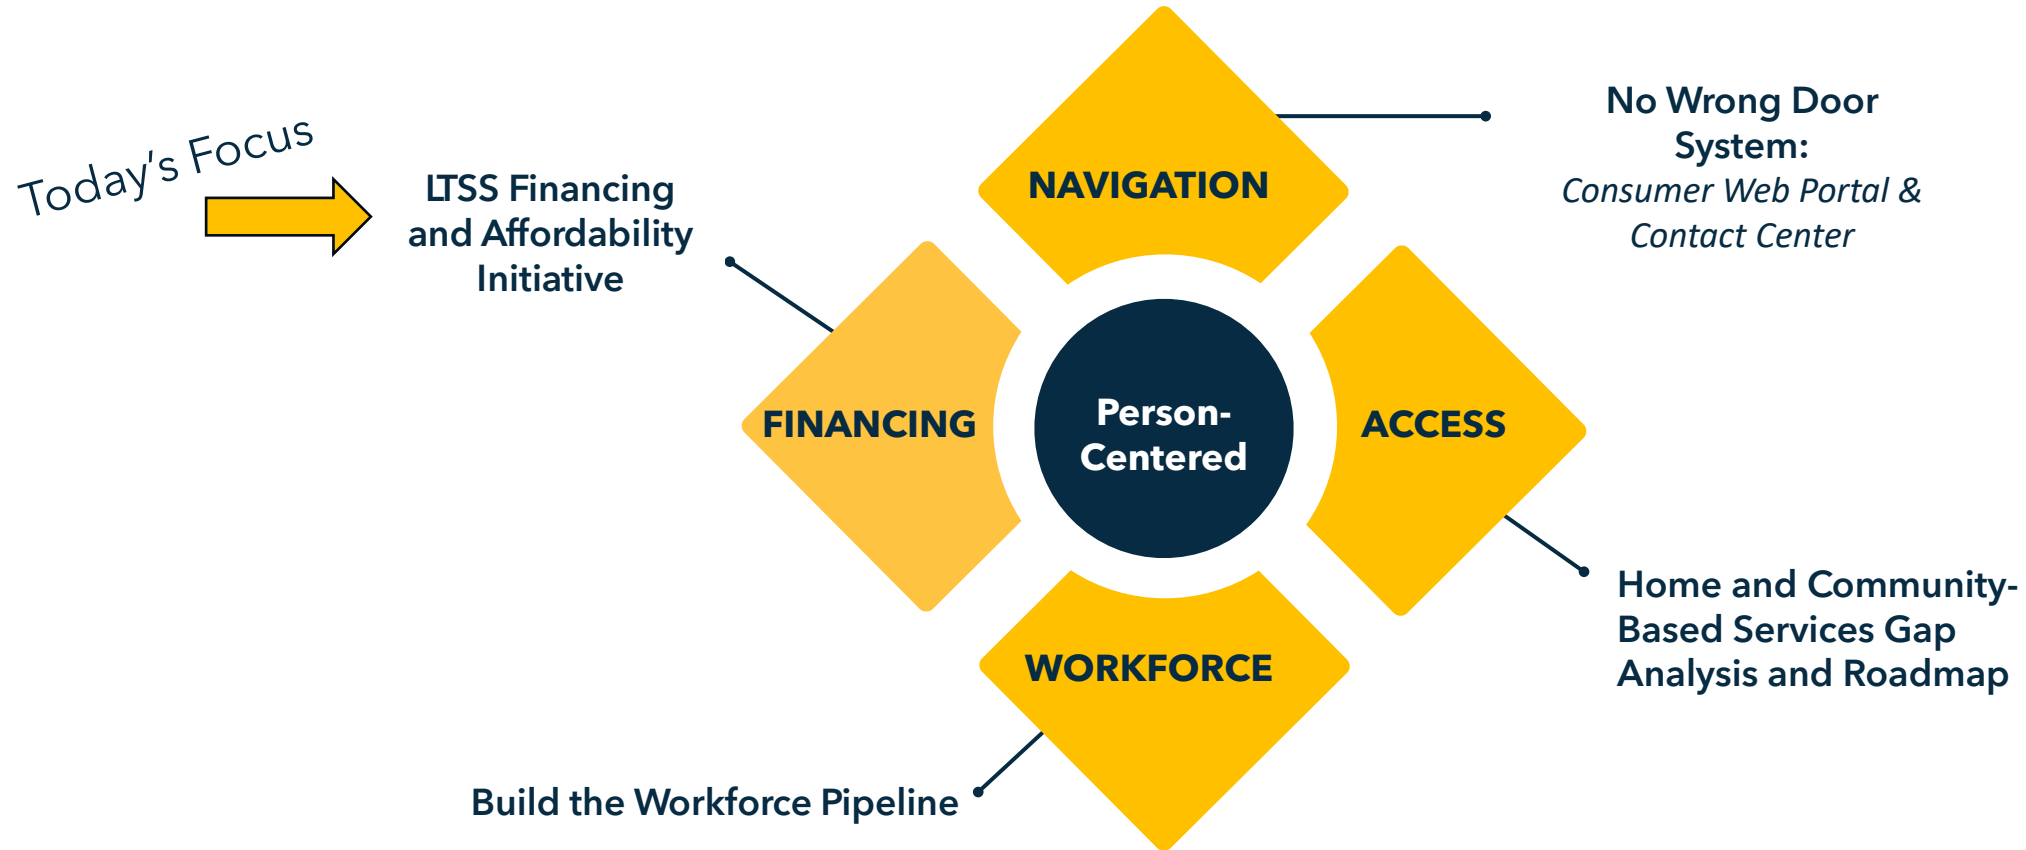 Today's Focus
LTSS Financing
and Affordability
Initiative
NAVIGATION
No Wrong Door
System:
Consumer Web Portal &
Contact Center
FINANCING
Person-
Centered
ACCESS
WORKFORCE
Home and Community-
Based Services Gap
Analysis and Roadmap
Build the Workforce Pipeline